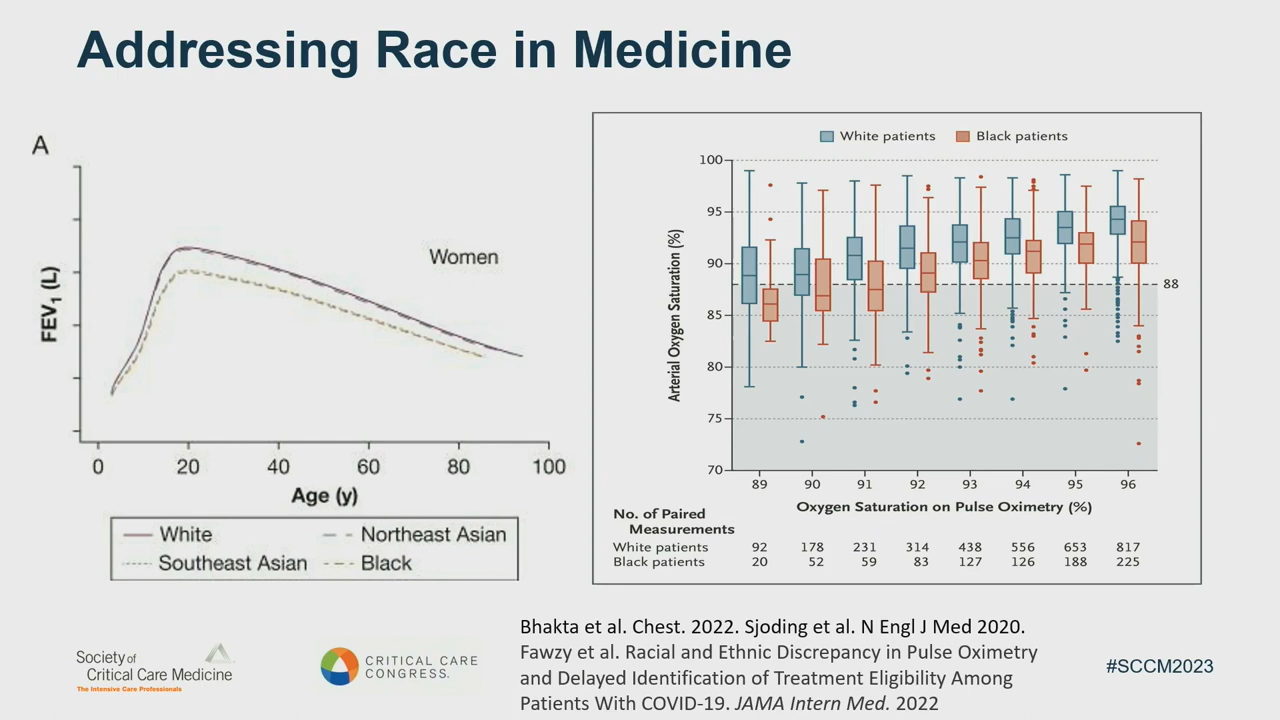 Addressing Race in Medicine
A
Women
FEV1 (L)
0 20 40 60 80 100
Age (y)
White Northeast Asian
Southeast Asian Black
White patients Black patients
100
95
90
88
85
80
75
70
Arterial Oxygen Saturation (%)
89 90 91 92 93 94 95 96
Oxygen Saturation on Pulse Oximetry (%)
No. of Paired
Measurements
White patients 92 178 231 314 438 556 653 817
Black patients 20 52 59 83 127 126 188 225
Bhakta et al. Chest. 2022. Sjoding et al. N Engl J Med 2020.
Fawzy et al. Racial and Ethnic Discrepancy in Pulse Oximetry
and Delayed Identification of Treatment Eligibility Among
Patients With COVID-19. JAMA Intern Med. 2022
Society of
Critical Care Medicine
The Intensive Care Professionals
CRITICAL CARE
CONGRESS.
#SCCM2023